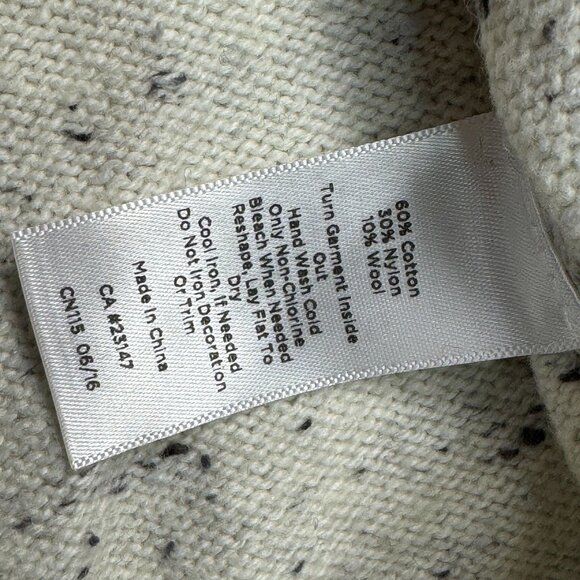 60% Cotton
30% Nylon
10% Wool
Turn Garment Inside
Out
Hand Wash Cold
Only Non-Chlorine
Bleach When Needed
Reshape, Lay Flat To
Dry
Cool Iron, If Needed
Do Not Iron Decoration
Or Trim
Made In China
CA #23147
CN115 06/16